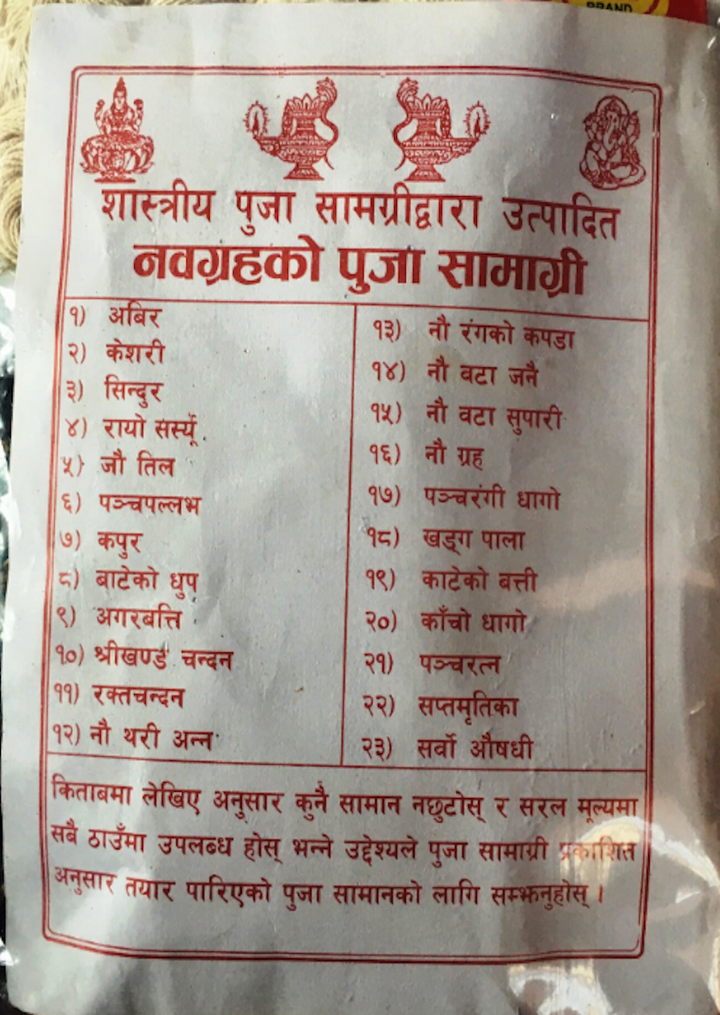 BRAND
शास्त्रीय पुजा सामग्रीद्वारा उत्पादित
नवग्रहको पुजा सामाग्री
१) अबिर
२) केशरी
३) सिन्दुर
४) रायो सर्स्यू
५) जौ तिल
६) पञ्चपल्लभ
७) कपुर
८) बाटेको धुप
९) अगरबत्ति
१०) श्रीखण्ड चन्दन
११) रक्तचन्दन
१२) नौ थरी अन्न
१३) नौ रंगको कपडा
१४) नौ वटा जनै
१५) नौ वटा सुपारी
१६) नौ ग्रह
१७) पञ्चरंगी धागो
१८) खड्ग पाला
१९) काटेको बत्ती
२०) काँचो धागो
२१) पञ्चरत्न
२२) सप्तमृतिका
२३) सर्वो औषधी
किताबमा लेखिए अनुसार कुनै सामान नछुटोस् र सरल मूल्यमा
सबै ठाउँमा उपलब्ध होस् भन्ने उद्देश्यले पुजा सामाग्री प्रकाशित
अनुसार तयार पारिएको पुजा सामानको लागि सम्झनुहोस् ।